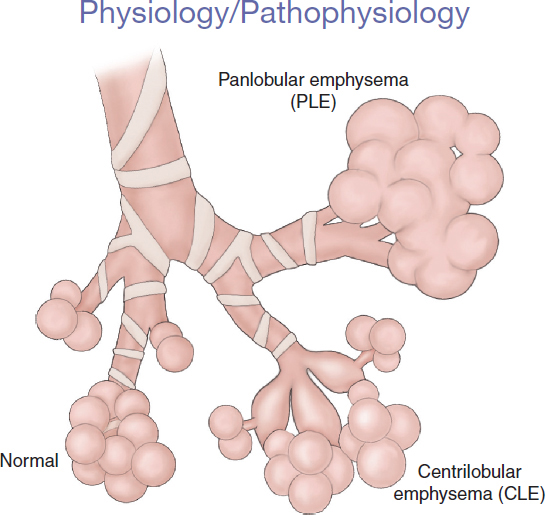 Physiology/Pathophysiology
Panlobular emphysema
(PLE)
Normal
Centrilobular
emphysema (CLE)